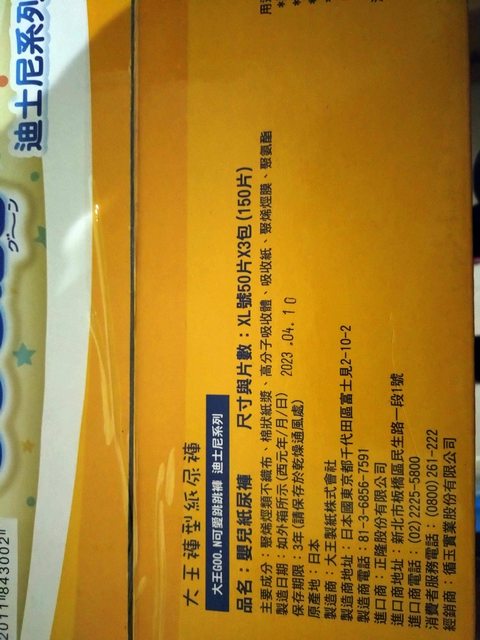 迪士尼系列
グ～ン
2011843002
大王褲型紙尿褲
大王GOO.N可愛跳跳褲 迪士尼系列
品名：嬰兒紙尿褲 尺寸與片數：XL號50片X3包(150片)
主要成分：聚烯烴類不織布、棉狀紙漿、高分子吸收體、吸收紙、聚烯烴膜、聚氨酯
製造日期：如外箱所示(西元年/月/日) 2023.04.10
保存期限：3年(請保存於乾燥通風處)
原產地：日本
製造商：大王製紙株式會社
製造商地址：日本國東京都千代田區富士見2-10-2
製造商電話：81-3-6856-7591
進口商：正隆股份有限公司
進口商地址：新北市板橋區民生路一段1號
進口商電話：(02)2225-5800
消費者服務電話：(0800)261-222
經銷商：循玉實業股份有限公司